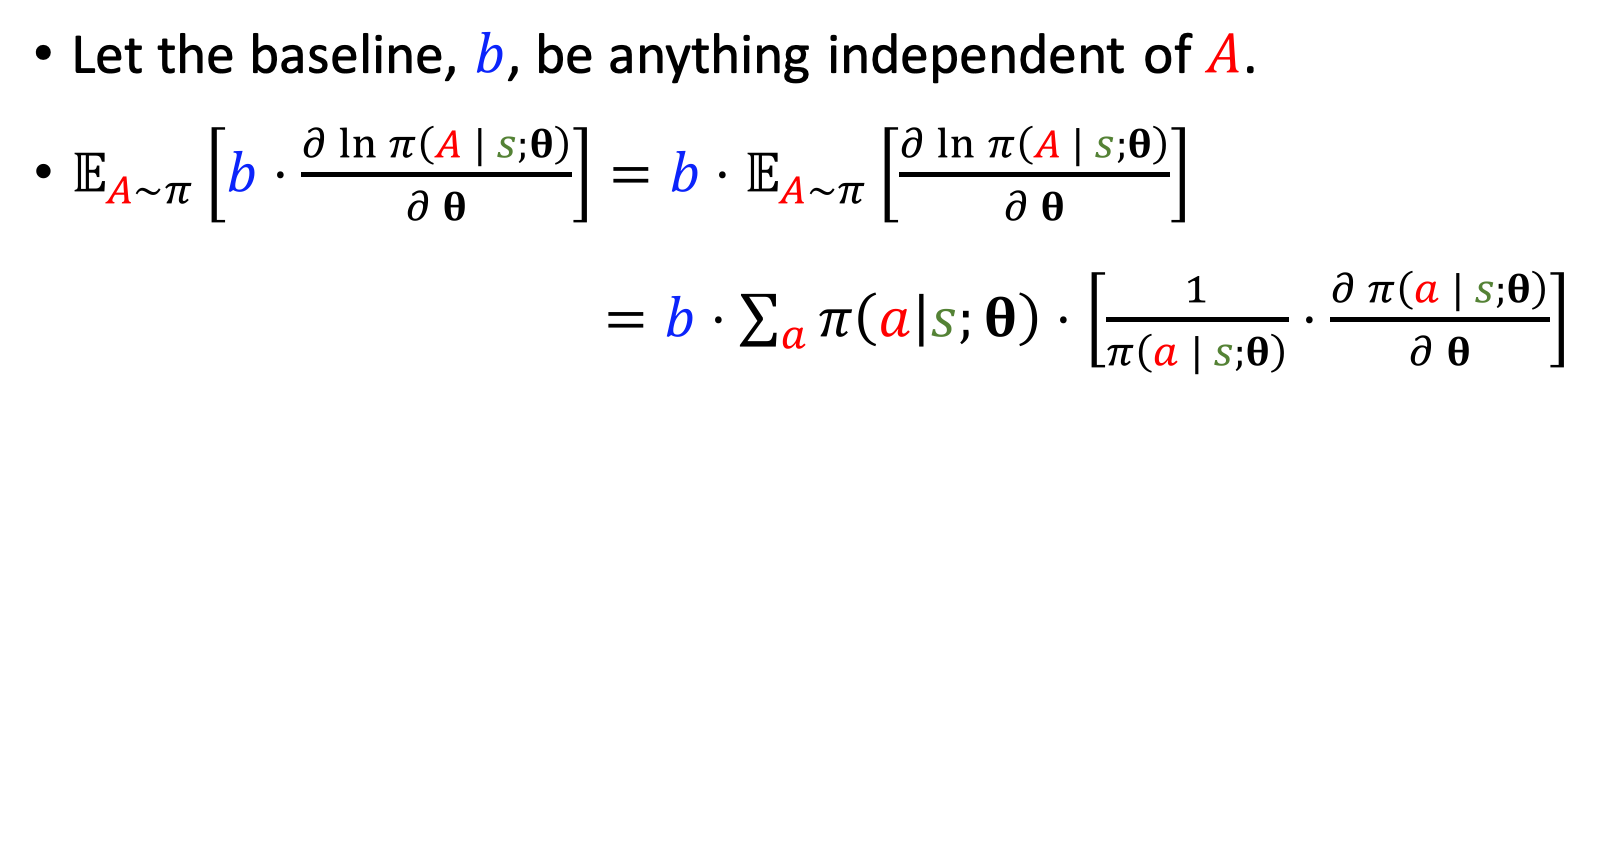 • Let the baseline, b, be anything independent of A.
• 𝔼_{A∼π} [b · ∂ ln π(A | s;θ) / ∂ θ] = b · 𝔼_{A∼π} [∂ ln π(A | s;θ) / ∂ θ]
= b · ∑_a π(a|s; θ) · [1 / π(a | s;θ) · ∂ π(a | s;θ) / ∂ θ]